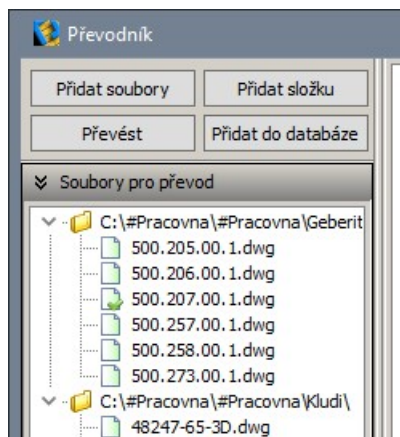 Převodník
Přidat soubory Přidat složku
Převést Přidat do databáze
Soubory pro převod
C:\#Pracovna\#Pracovna\Geberit
500.205.00.1.dwg
500.206.00.1.dwg
500.207.00.1.dwg
500.257.00.1.dwg
500.258.00.1.dwg
500.273.00.1.dwg
C:\#Pracovna\#Pracovna\Kludi\
48247-65-3D.dwg